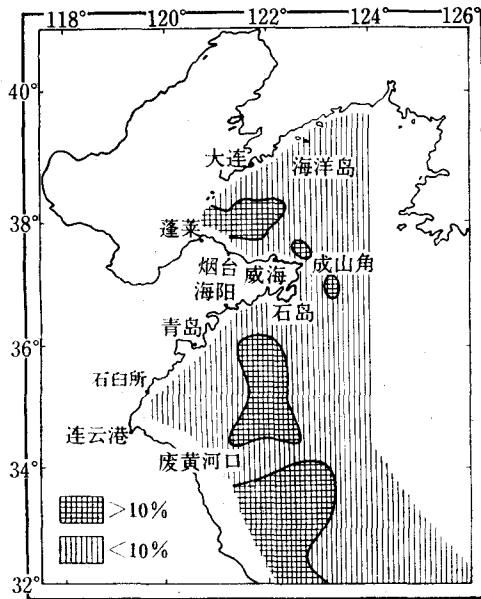 118° 120° 122° 124° 126°
40°
大连
海洋岛
38°
蓬莱
烟台 威海 成山角
海阳 石岛
青岛
36°
石臼所
连云港
废黄河口
34°
>10%
<10%
32°